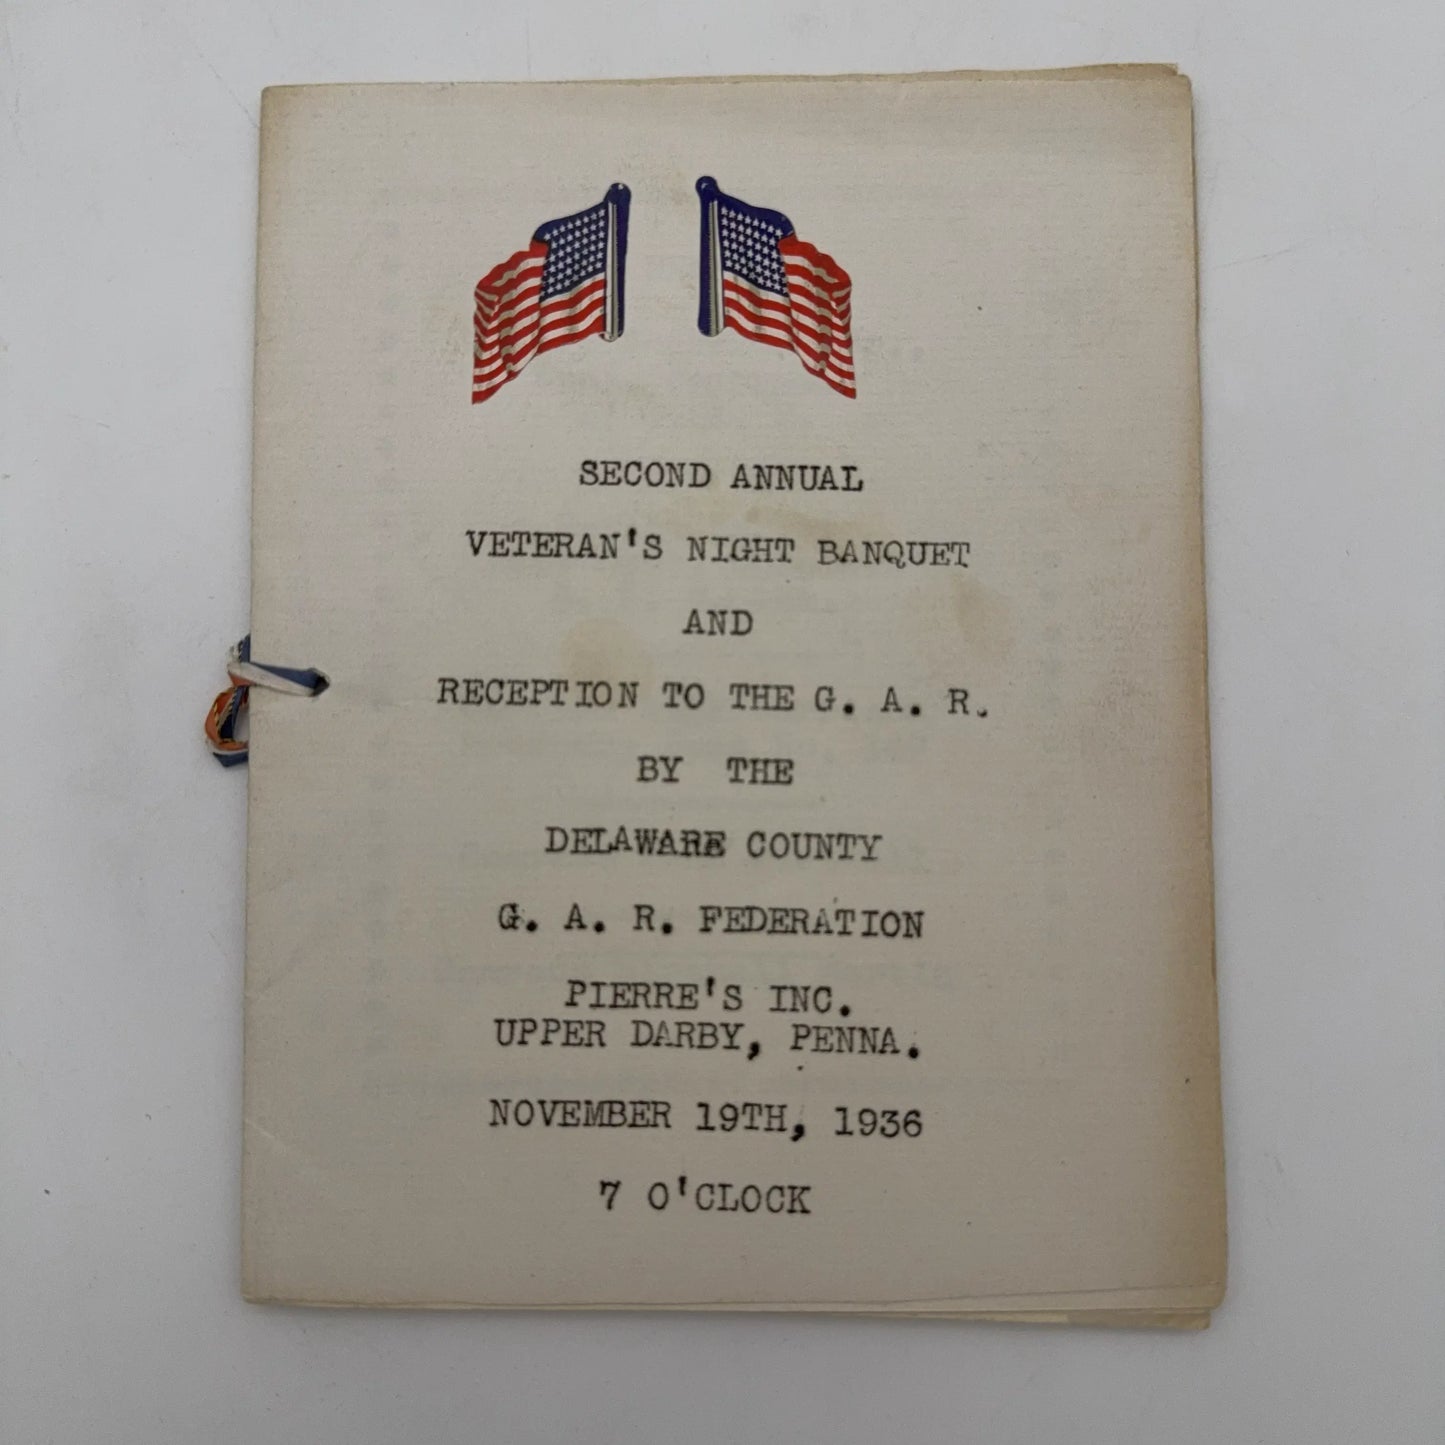 SECOND ANNUAL
VETERAN'S NIGHT BANQUET
AND
RECEPTION TO THE G. A. R.
BY THE
DELAWARE COUNTY
G. A. R. FEDERATION
PIERRE'S INC.
UPPER DARBY, PENNA.
NOVEMBER 19TH, 1936
7 O'CLOCK